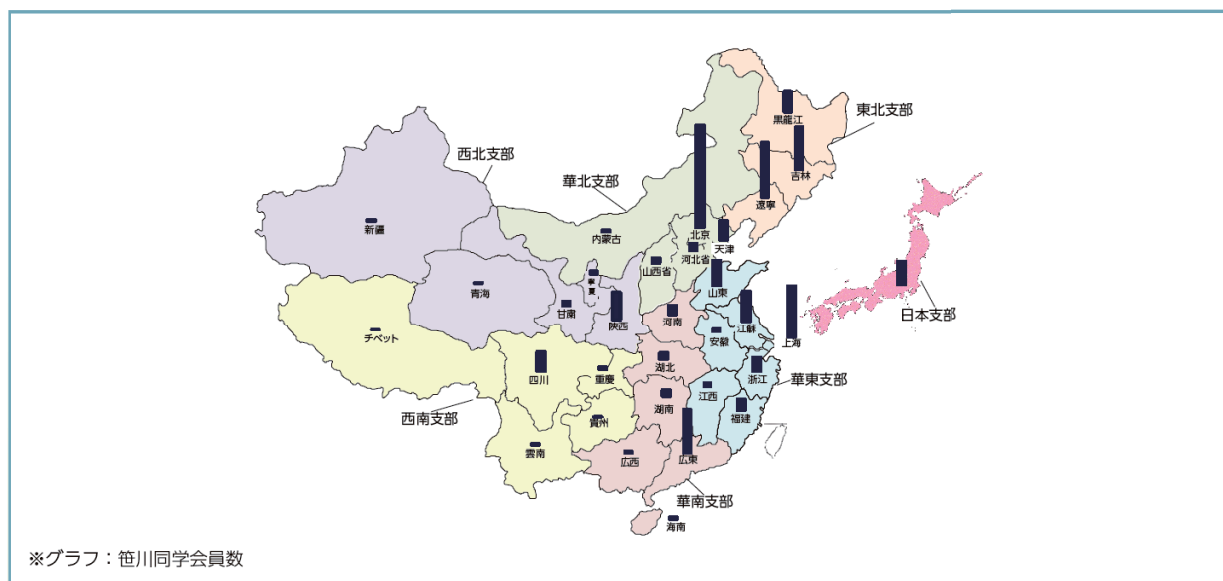 黒龍江
東北支部
吉林
西北支部
華北支部
遼寧
北京
新疆
内蒙古
天津
河北省
山西省
寧夏
青海
甘粛
陝西
山東
河南
江蘇
上海
日本支部
チベット
安徽
四川
重慶
湖北
浙江
華東支部
江西
湖南
福建
西南支部
貴州
雲南
広西
広東
華南支部
海南
※グラフ：笹川同学会員数